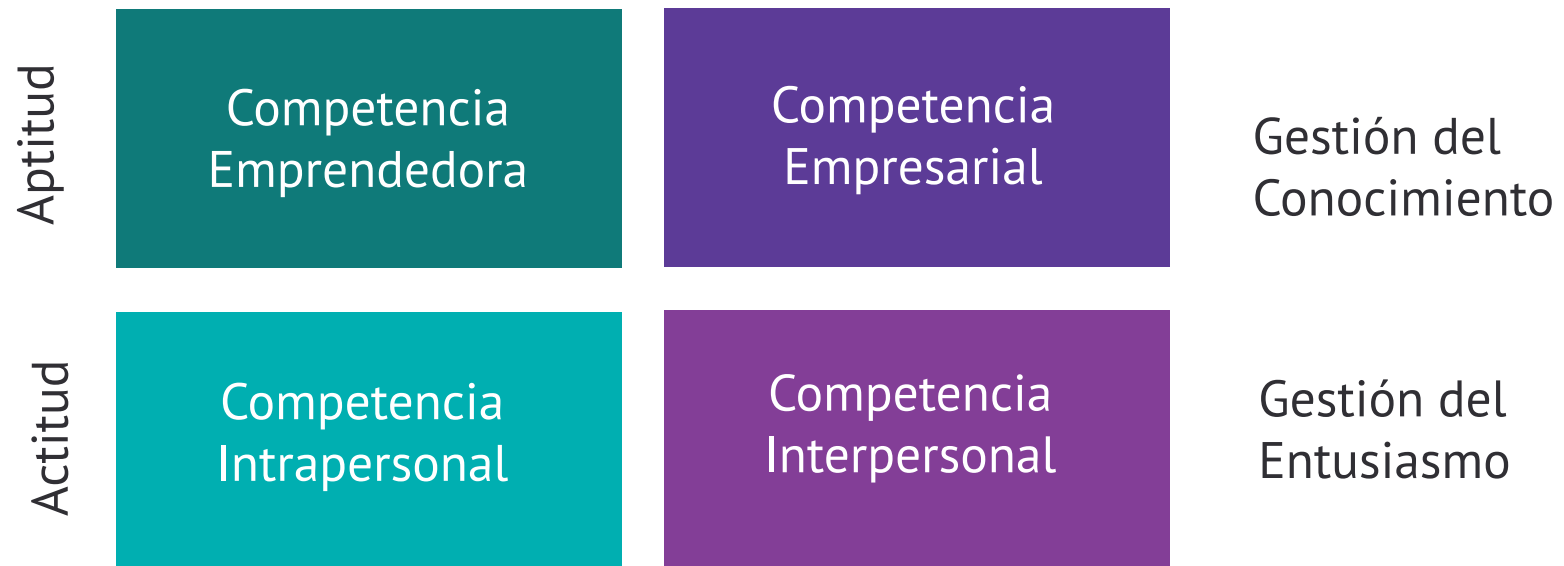 Aptitud
Competencia
Emprendedora
Competencia
Empresarial
Gestión del
Conocimiento
Actitud
Competencia
Intrapersonal
Competencia
Interpersonal
Gestión del
Entusiasmo